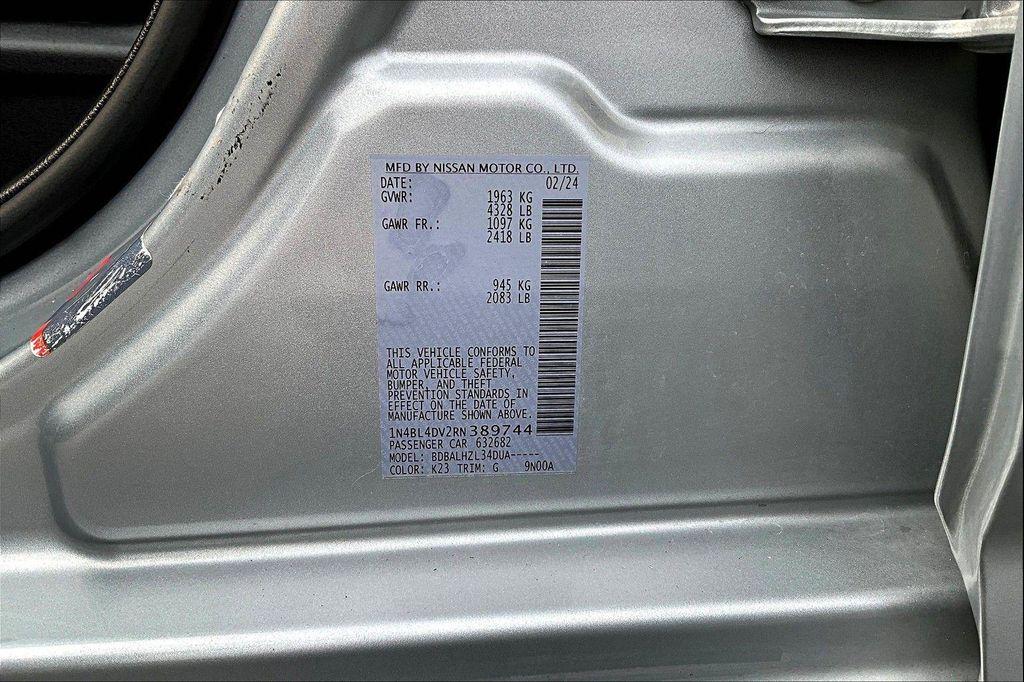 MFD BY NISSAN MOTOR CO., LTD.
DATE: 02/24
GVWR: 1963 KG
4328 LB
GAWR FR.: 1097 KG
2418 LB
GAWR RR.: 945 KG
2083 LB
THIS VEHICLE CONFORMS TO
ALL APPLICABLE FEDERAL
MOTOR VEHICLE SAFETY,
BUMPER, AND THEFT
PREVENTION STANDARDS IN
EFFECT ON THE DATE OF
MANUFACTURE SHOWN ABOVE.
1N4BL4DV2RN389744
PASSENGER CAR 632682
MODEL: BDBALHZL34DUA-----
COLOR: K23 TRIM: G 9N00A